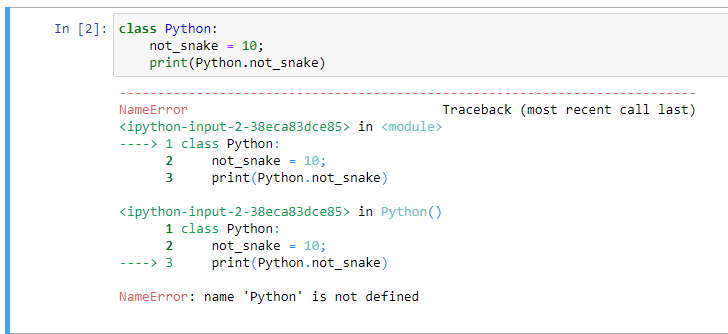 In [2]: class Python:
    not_snake = 10;
    print(Python.not_snake)
---------------------------------------------------------------------------
NameError                                 Traceback (most recent call last)
<ipython-input-2-38eca83dce85> in <module>
----> 1 class Python:
      2     not_snake = 10;
      3     print(Python.not_snake)
<ipython-input-2-38eca83dce85> in Python()
      1 class Python:
      2     not_snake = 10;
----> 3     print(Python.not_snake)
NameError: name 'Python' is not defined